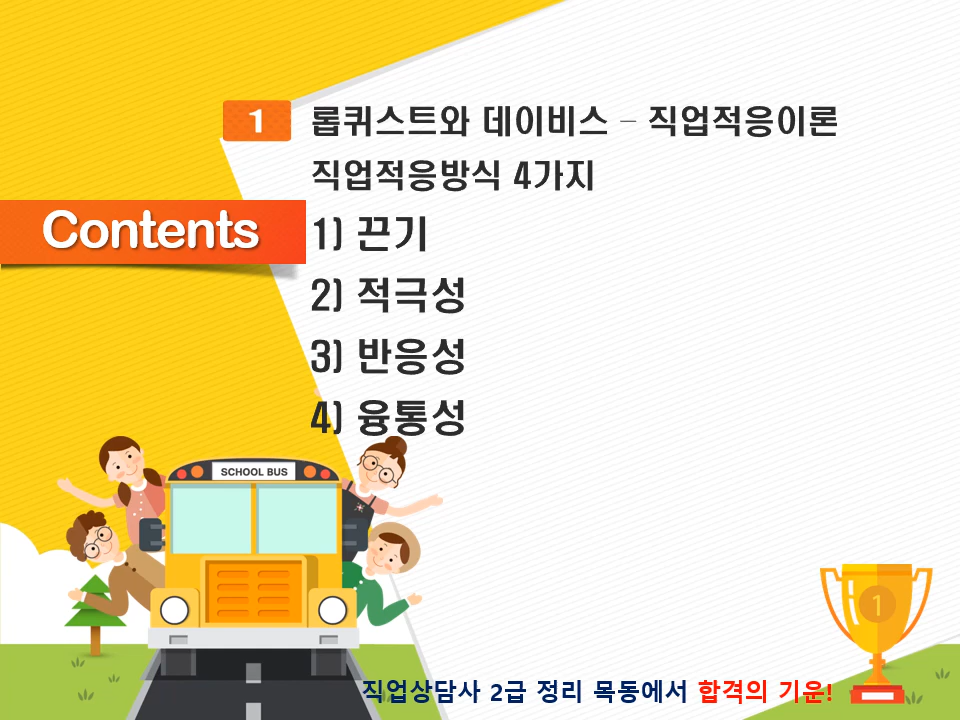 1 롭퀴스트와 데이비스 – 직업적응이론
직업적응방식 4가지
Contents
1) 끈기
2) 적극성
3) 반응성
4) 융통성
SCHOOL BUS
1
직업상담사 2급 정리 목동에서 합격의 기운!